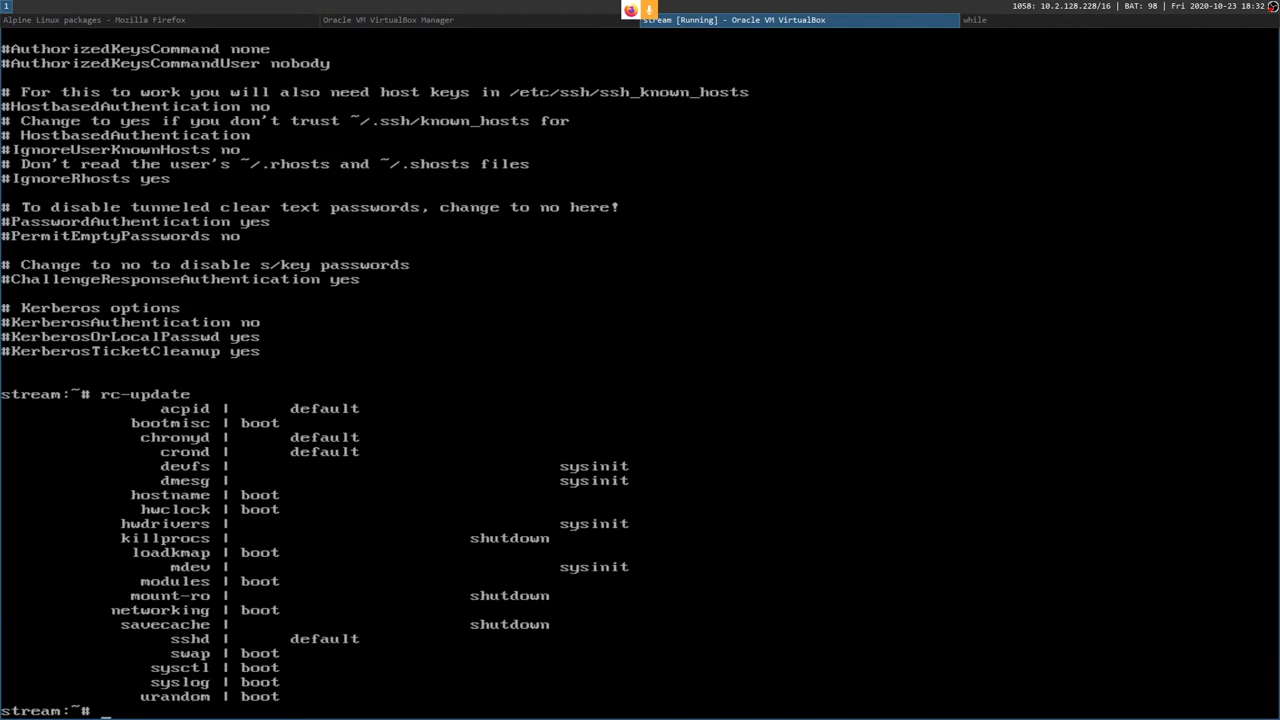 1
1058: 10.2.128.228/16 | BAT: 98 | Fri 2020-10-23 18:32
Alpine Linux packages - Mozilla Firefox
Oracle VM VirtualBox Manager
stream [Running] - Oracle VM VirtualBox
while
#AuthorizedKeysCommand none
#AuthorizedKeysCommandUser nobody
# For this to work you will also need host keys in /etc/ssh/ssh_known_hosts
#HostbasedAuthentication no
# Change to yes if you don't trust ~/.ssh/known_hosts for
# HostbasedAuthentication
#IgnoreUserKnownHosts no
# Don't read the user's ~/.rhosts and ~/.shosts files
#IgnoreRhosts yes
# To disable tunneled clear text passwords, change to no here!
#PasswordAuthentication yes
#PermitEmptyPasswords no
# Change to no to disable s/key passwords
#ChallengeResponseAuthentication yes
# Kerberos options
#KerberosAuthentication no
#KerberosOrLocalPasswd yes
#KerberosTicketCleanup yes
stream:~# rc-update
acpid | default
bootmisc | boot
chronyd | default
crond | default
devfs | sysinit
dmesg | sysinit
hostname | boot
hwclock | boot
hwdrivers | sysinit
killprocs | shutdown
loadkmap | boot
mdev | sysinit
modules | boot
mount-ro | shutdown
networking | boot
savecache | shutdown
sshd | default
swap | boot
sysctl | boot
syslog | boot
urandom | boot
stream:~# _